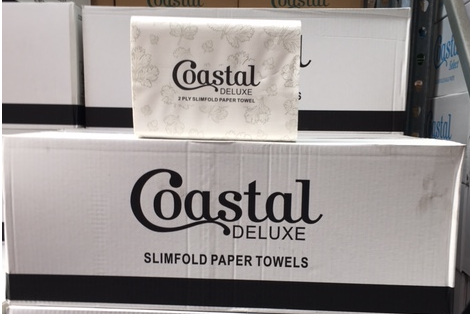 Coastal
DELUXE
2 PLY SLIMFOLD PAPER TOWEL
Coastal
DELUXE
SLIMFOLD PAPER TOWELS